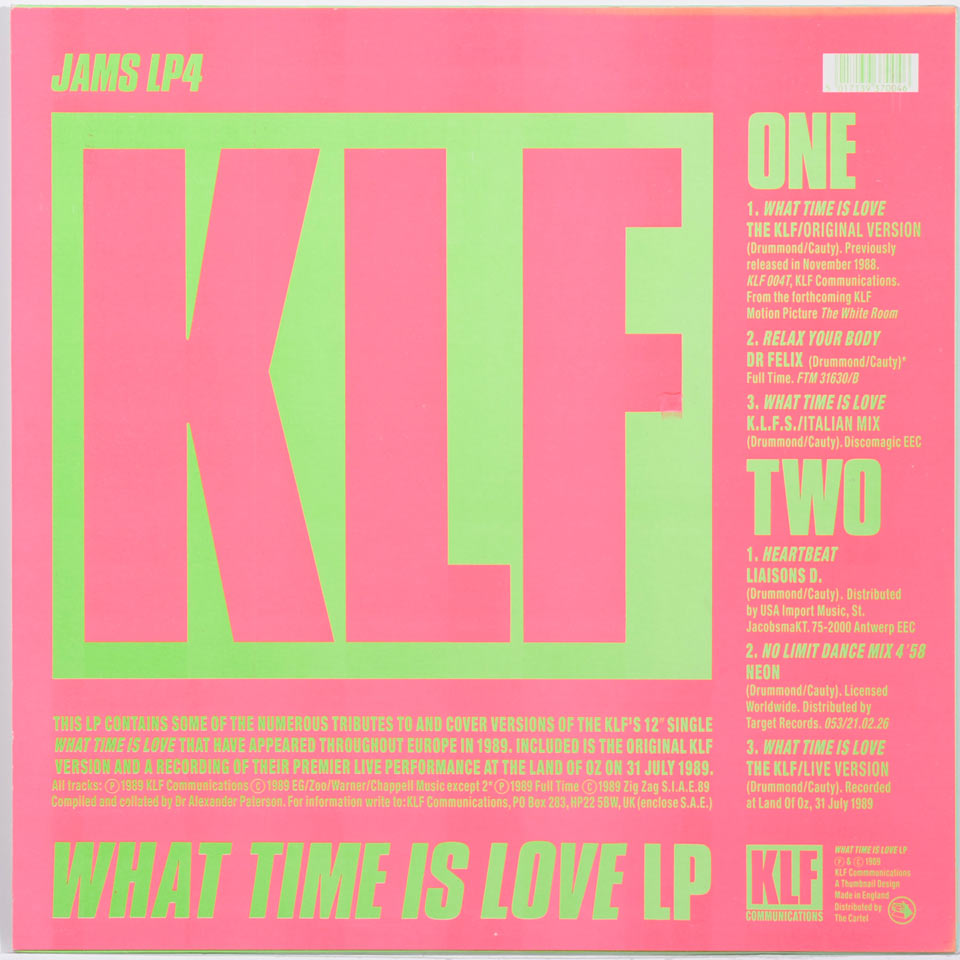 JAMS LP4
5 017139 370046
KLF
ONE
1. WHAT TIME IS LOVE
THE KLF/ORIGINAL VERSION
(Drummond/Cauty). Previously
released in November 1988.
KLF 004T, KLF Communications.
From the forthcoming KLF
Motion Picture The White Room
2. RELAX YOUR BODY
DR FELIX (Drummond/Cauty)*
Full Time. FTM 31630/B
3. WHAT TIME IS LOVE
K.L.F.S./ITALIAN MIX
(Drummond/Cauty). Discomagic EEC
TWO
1. HEARTBEAT
LIAISONS D.
(Drummond/Cauty). Distributed
by USA Import Music, St.
JacobsmaKT. 75-2000 Antwerp EEC
2. NO LIMIT DANCE MIX 4'58
NEON
(Drummond/Cauty). Licensed
Worldwide. Distributed by
Target Records. 053/21.02.26
3. WHAT TIME IS LOVE
THE KLF/LIVE VERSION
(Drummond/Cauty). Recorded
at Land Of Oz, 31 July 1989
THIS LP CONTAINS SOME OF THE NUMEROUS TRIBUTES TO AND COVER VERSIONS OF THE KLF'S 12" SINGLE
WHAT TIME IS LOVE THAT HAVE APPEARED THROUGHOUT EUROPE IN 1989. INCLUDED IS THE ORIGINAL KLF
VERSION AND A RECORDING OF THEIR PREMIER LIVE PERFORMANCE AT THE LAND OF OZ ON 31 JULY 1989.
All tracks: Ⓟ 1989 KLF Communications Ⓒ 1989 EG/Zoo/Warner/Chappell Music except 2* Ⓟ 1989 Full Time Ⓒ 1989 Zig Zag S.I.A.E.89
Compiled and collated by Dr Alexander Paterson. For information write to: KLF Communications, PO Box 283, HP22 5BW, UK (enclose S.A.E.)
WHAT TIME IS LOVE LP
KLF
COMMUNICATIONS
WHAT TIME IS LOVE LP
Ⓟ & Ⓒ 1989
KLF Commmunications
A Thumbnail Design
Made in England
Distributed by
The Cartel